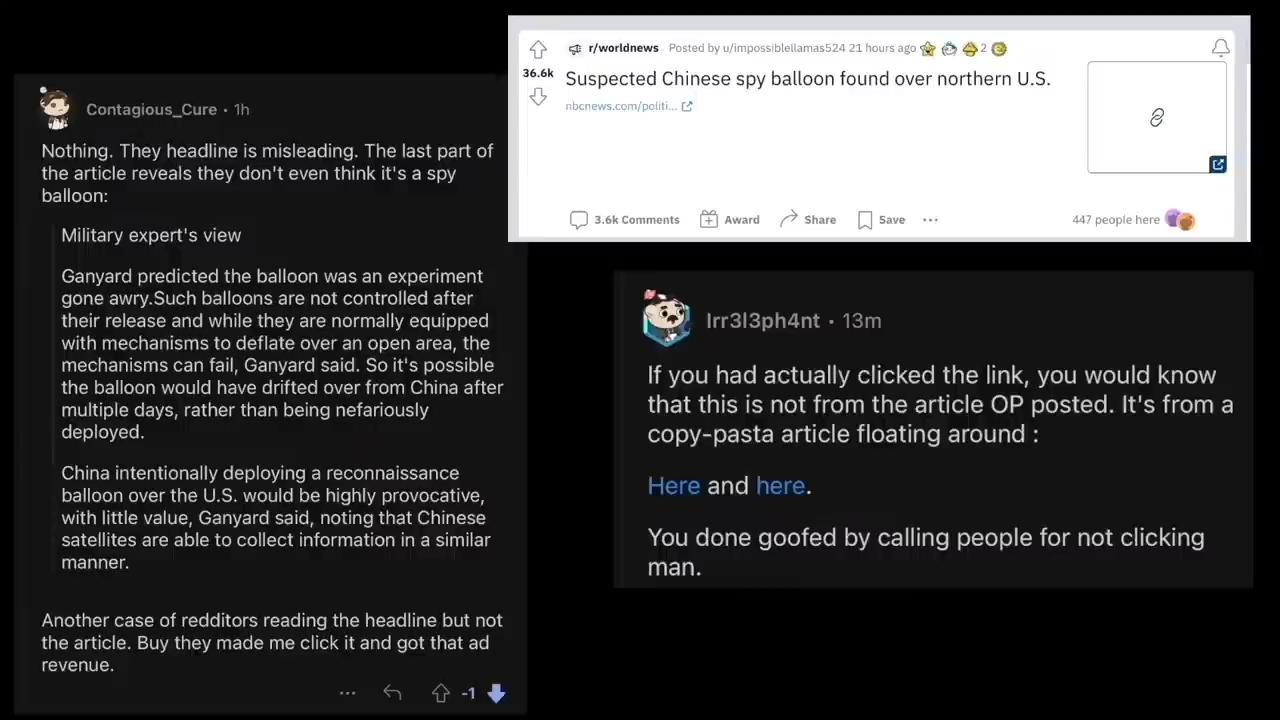 r/worldnews Posted by u/impossiblellamas524 21 hours ago 2
36.6k
Suspected Chinese spy balloon found over northern U.S.
nbcnews.com/politi...
3.6k Comments Award Share Save ...
447 people here
Contagious_Cure · 1h
Nothing. They headline is misleading. The last part of
the article reveals they don't even think it's a spy
balloon:
Military expert's view
Ganyard predicted the balloon was an experiment
gone awry.Such balloons are not controlled after
their release and while they are normally equipped
with mechanisms to deflate over an open area, the
mechanisms can fail, Ganyard said. So it's possible
the balloon would have drifted over from China after
multiple days, rather than being nefariously
deployed.
China intentionally deploying a reconnaissance
balloon over the U.S. would be highly provocative,
with little value, Ganyard said, noting that Chinese
satellites are able to collect information in a similar
manner.
Another case of redditors reading the headline but not
the article. Buy they made me click it and got that ad
revenue.
... -1
lrr3l3ph4nt · 13m
If you had actually clicked the link, you would know
that this is not from the article OP posted. It's from a
copy-pasta article floating around :
Here and here.
You done goofed by calling people for not clicking
man.